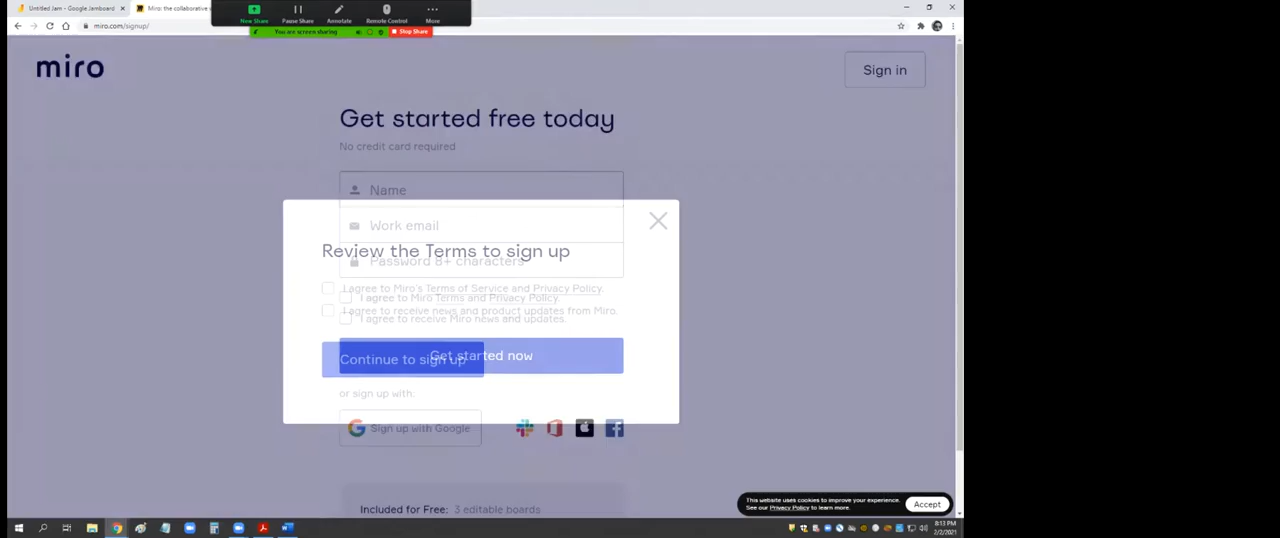 Untitled Jam - Google Jamboard
Miro: the collaborative
New Share
Pause Share
Annotate
Remote Control
More
You are screen sharing
Stop Share
miro.com/signup/
miro
Sign in
Get started free today
No credit card required
Name
Work email
Review the Terms to sign up
Password 8+ characters
I agree to Miro's Terms of Service and Privacy Policy.
I agree to Miro Terms and Privacy Policy.
I agree to receive news and product updates from Miro.
I agree to receive Miro news and updates.
Get started now
Continue to sign up
or sign up with:
Sign up with Google
Included for Free: 3 editable boards
This website uses cookies to improve your experience.
See our Privacy Policy to learn more.
Accept
8:13 PM
2/2/2021